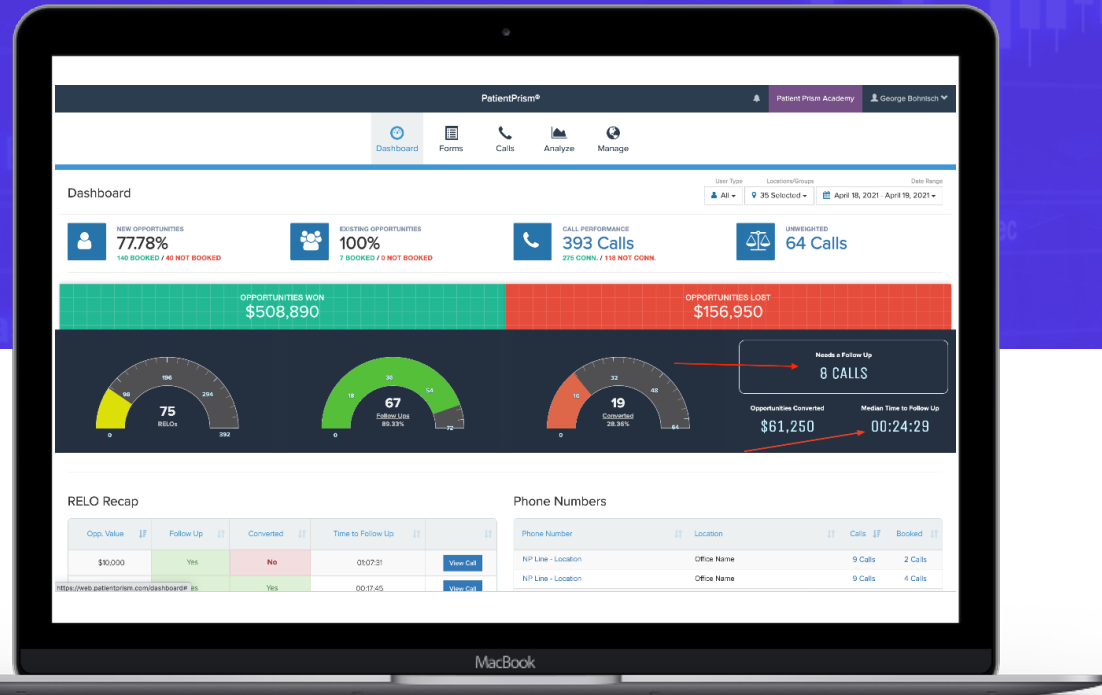 PatientPrism®
Patient Prism Academy
George Bohnisch
Dashboard
Forms
Calls
Analyze
Manage
Dashboard
User Type
All
Locations/Groups
35 Selected
Date Range
April 18, 2021 - April 19, 2021
NEW OPPORTUNITIES
77.78%
140 BOOKED / 40 NOT BOOKED
EXISTING OPPORTUNITIES
100%
7 BOOKED / 0 NOT BOOKED
CALL PERFORMANCE
393 Calls
275 CONN. / 118 NOT CONN.
UNWEIGHTED
64 Calls
OPPORTUNITIES WON
$508,890
OPPORTUNITIES LOST
$156,950
0
98
196
294
392
75
RELOs
0
18
36
54
72
67
Follow Ups
89.33%
0
16
32
48
64
19
Converted
28.36%
Needs a Follow Up
8 CALLS
Opportunities Converted
$61,250
Median Time to Follow Up
00:24:29
RELO Recap
Opp. Value Follow Up Converted Time to Follow Up
$10,000 Yes No 01:07:31 View Call
es Yes 00:17:45 View Call
https://web.patientprism.com/dashboard#
Phone Numbers
Phone Number Location Calls Booked
NP Line - Location Office Name 9 Calls 2 Calls
NP Line - Location Office Name 9 Calls 4 Calls
MacBook